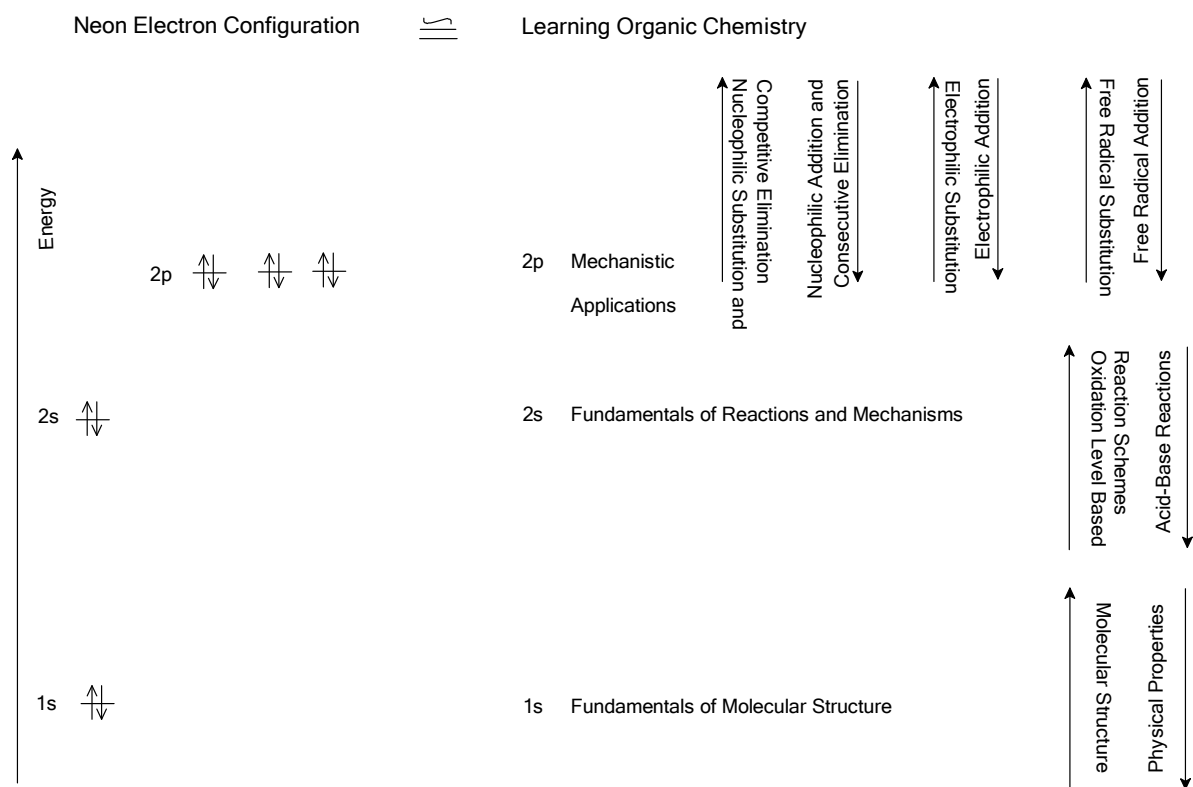 Neon Electron Configuration
Learning Organic Chemistry
Energy
2p
2s
1s
Nucleophilic Substitution and
Competitive Elimination
Nucleophilic Addition and
Consecutive Elimination
Electrophilic Substitution
Electrophilic Addition
Free Radical Substitution
Free Radical Addition
2p Mechanistic
Applications
Oxidation Level Based
Reaction Schemes
Acid-Base Reactions
2s Fundamentals of Reactions and Mechanisms
Molecular Structure
Physical Properties
1s Fundamentals of Molecular Structure